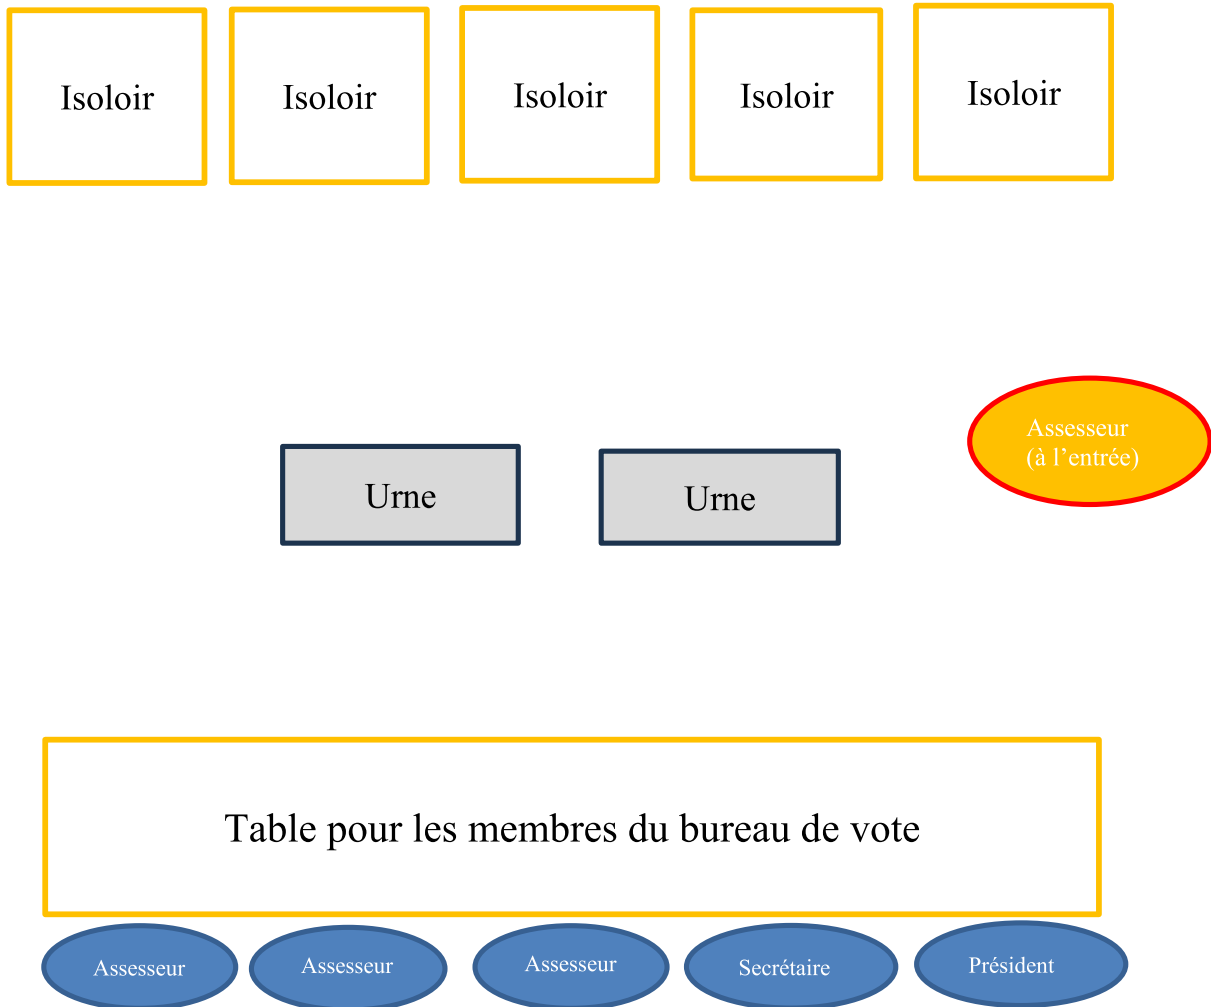 Isoloir
Isoloir
Isoloir
Isoloir
Isoloir
Assesseur
(à l’entrée)
Urne
Urne
Table pour les membres du bureau de vote
Assesseur
Assesseur
Assesseur
Secrétaire
Président